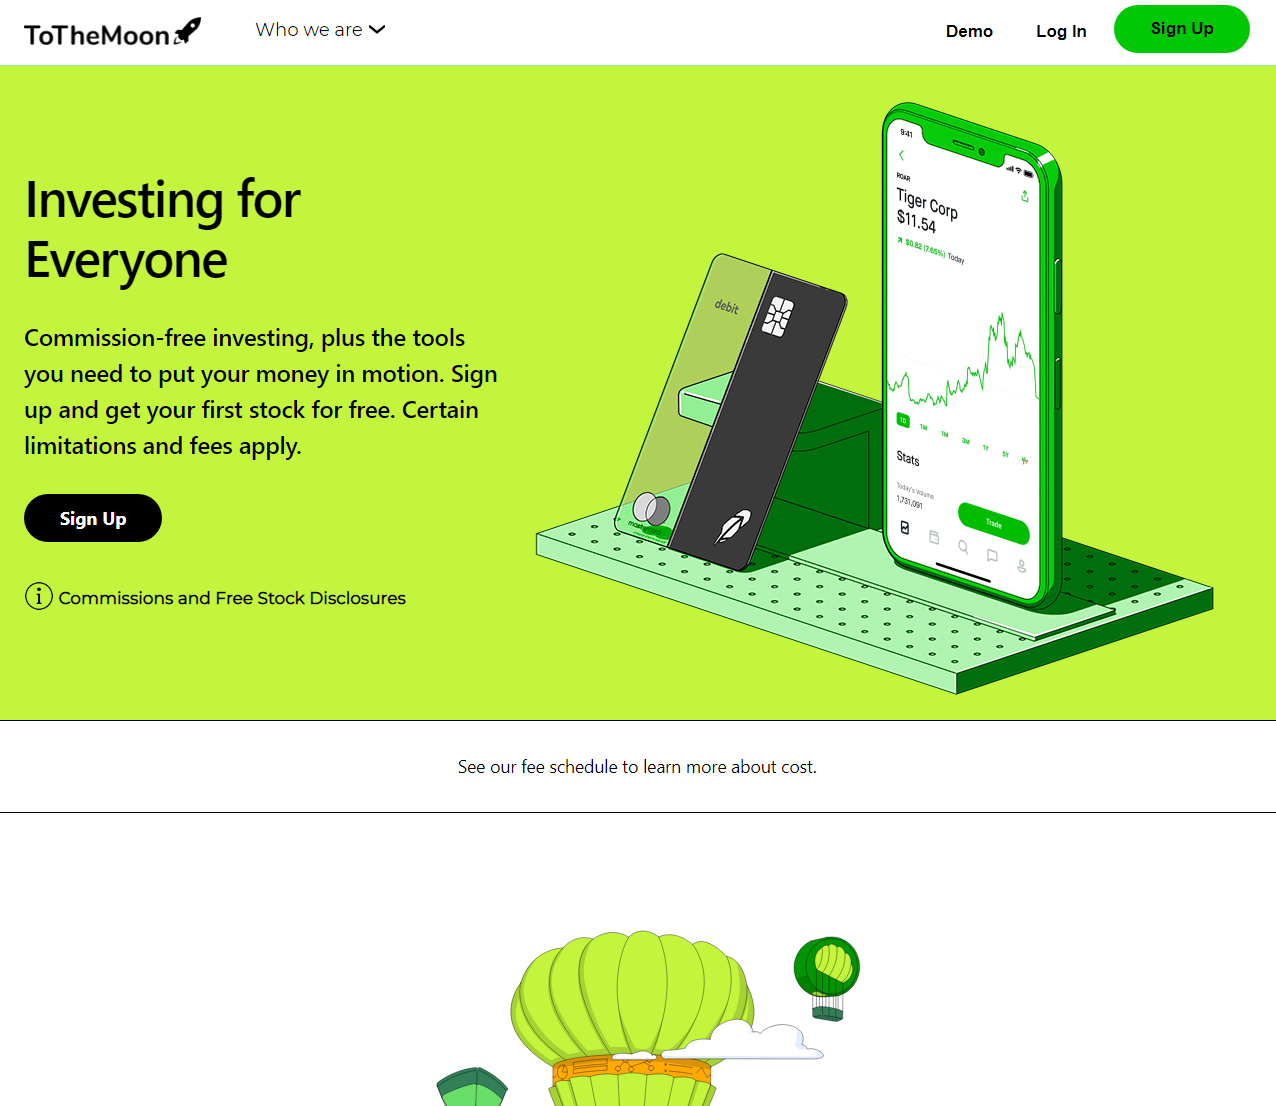 ToTheMoon
Who we are
Demo
Log In
Sign Up
Investing for
Everyone
Commission-free investing, plus the tools
you need to put your money in motion. Sign
up and get your first stock for free. Certain
limitations and fees apply.
Sign Up
Commissions and Free Stock Disclosures
debit
mastercard
9:41
ROAR
Tiger Corp
$11.54
$0.82 (7.65%) Today
1D 1W 1M 3M 1Y 5Y
Stats
Today's Volume
1,731,091
Trade
See our fee schedule to learn more about cost.